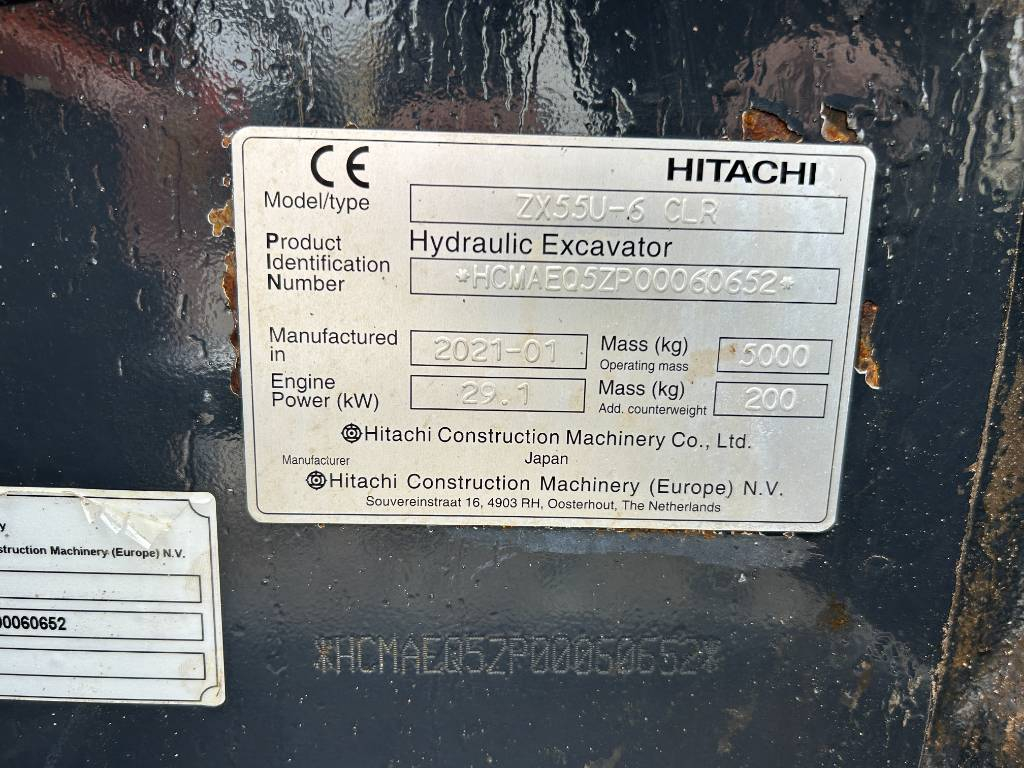 CE HITACHI
Model/type ZX55U-6 CLR
Product Hydraulic Excavator
Identification
Number *HCMAEQ5ZP00060652*
Manufactured in 2021-01 Mass (kg) Operating mass 5000
Engine Power (kW) 29.1 Mass (kg) Add. counterweight 200
Hitachi Construction Machinery Co., Ltd.
Japan
Manufacturer
Hitachi Construction Machinery (Europe) N.V.
Souvereinstraat 16, 4903 RH, Oosterhout, The Netherlands
y
struction Machinery (Europe) N.V.
00060652
*HCMAEQ5ZP00060652*